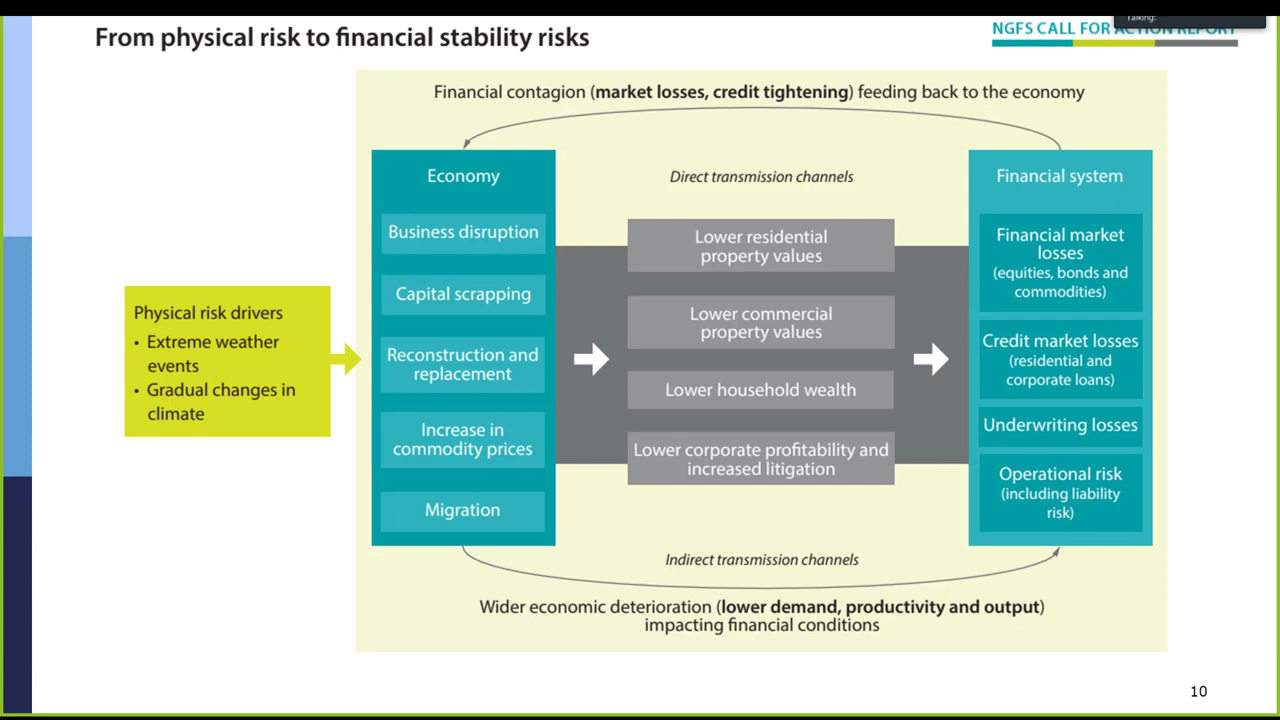 Talking:
From physical risk to financial stability risks
NGFS CALL FOR ACTION REPORT
Financial contagion (market losses, credit tightening) feeding back to the economy
Physical risk drivers
• Extreme weather
events
• Gradual changes in
climate
Economy
Business disruption
Capital scrapping
Reconstruction and
replacement
Increase in
commodity prices
Migration
Direct transmission channels
Lower residential
property values
Lower commercial
property values
Lower household wealth
Lower corporate profitability and
increased litigation
Indirect transmission channels
Financial system
Financial market
losses
(equities, bonds and
commodities)
Credit market losses
(residential and
corporate loans)
Underwriting losses
Operational risk
(including liability
risk)
Wider economic deterioration (lower demand, productivity and output)
impacting financial conditions
10